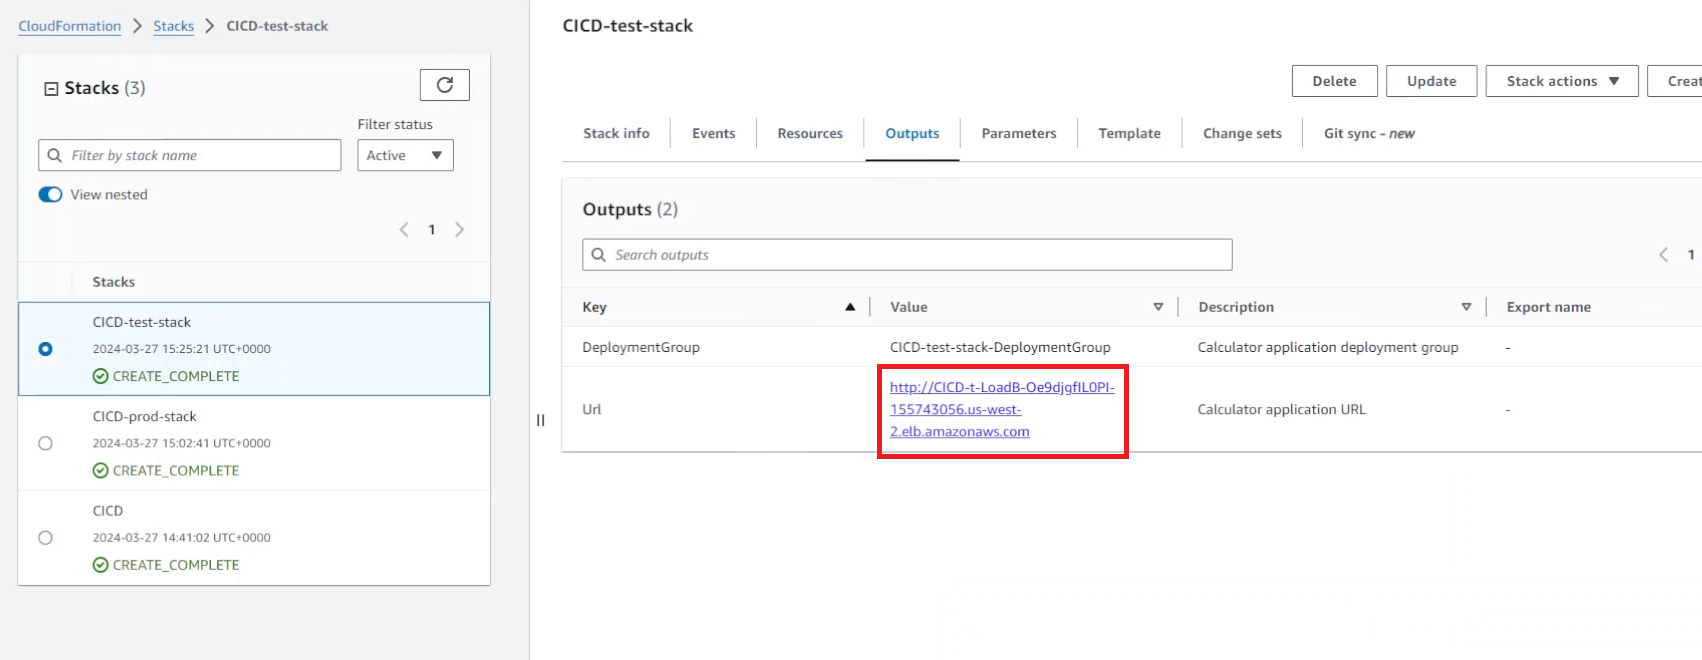 CloudFormation > Stacks > CICD-test-stack
Stacks (3)
Filter status
Filter by stack name
Active
View nested
1
Stacks
CICD-test-stack
2024-03-27 15:25:21 UTC+0000
CREATE_COMPLETE
CICD-prod-stack
2024-03-27 15:02:41 UTC+0000
CREATE_COMPLETE
CICD
2024-03-27 14:41:02 UTC+0000
CREATE_COMPLETE
CICD-test-stack
Delete Update Stack actions Creat
Stack info Events Resources Outputs Parameters Template Change sets Git sync - new
Outputs (2)
Search outputs
1
Key Value Description Export name
DeploymentGroup CICD-test-stack-DeploymentGroup Calculator application deployment group -
http://CICD-t-LoadB-Oe9djgfIL0PI-
Url 155743056.us-west- Calculator application URL -
2.elb.amazonaws.com